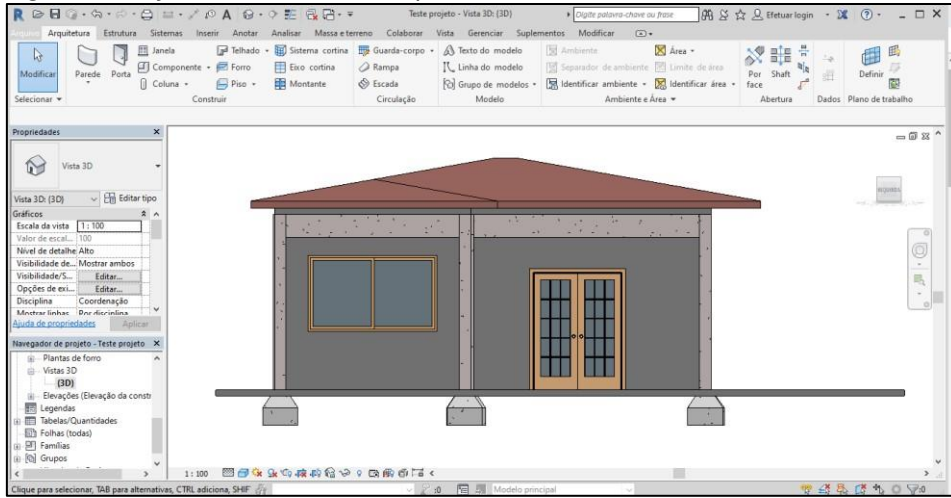 Teste projeto - Vista 3D: {3D}
Digite palavra-chave ou frase
Efetuar login
Arquivo Arquitetura Estrutura Sistemas Inserir Anotar Analisar Massa e terreno Colaborar Vista Gerenciar Suplementos Modificar
Modificar
Parede
Porta
Janela
Componente
Coluna
Telhado
Forro
Piso
Sistema cortina
Eixo cortina
Montante
Guarda-corpo
Rampa
Escada
Texto do modelo
Linha do modelo
Grupo de modelos
Ambiente
Separador de ambiente
Identificar ambiente
Área
Limite de área
Identificar área
Por face
Shaft
Definir
Selecionar
Construir
Circulação
Modelo
Ambiente e Área
Abertura
Dados
Plano de trabalho
Propriedades
Vista 3D
Vista 3D: {3D}
Editar tipo
Gráficos
Escala da vista 1 : 100
Valor de escal... 100
Nível de detalhe Alto
Visibilidade de... Mostrar ambos
Visibilidade/S... Editar...
Opções de exi... Editar...
Disciplina Coordenação
Mostrar linhas Por disciplina
Ajuda de propriedades Aplicar
Navegador de projeto - Teste projeto
Plantas de forro
Vistas 3D
{3D}
Elevações (Elevação da constr
Legendas
Tabelas/Quantidades
Folhas (todas)
Famílias
Grupos
1 : 100
Clique para selecionar, TAB para alternativas, CTRL adiciona, SHIF
:0
Modelo principal
:0